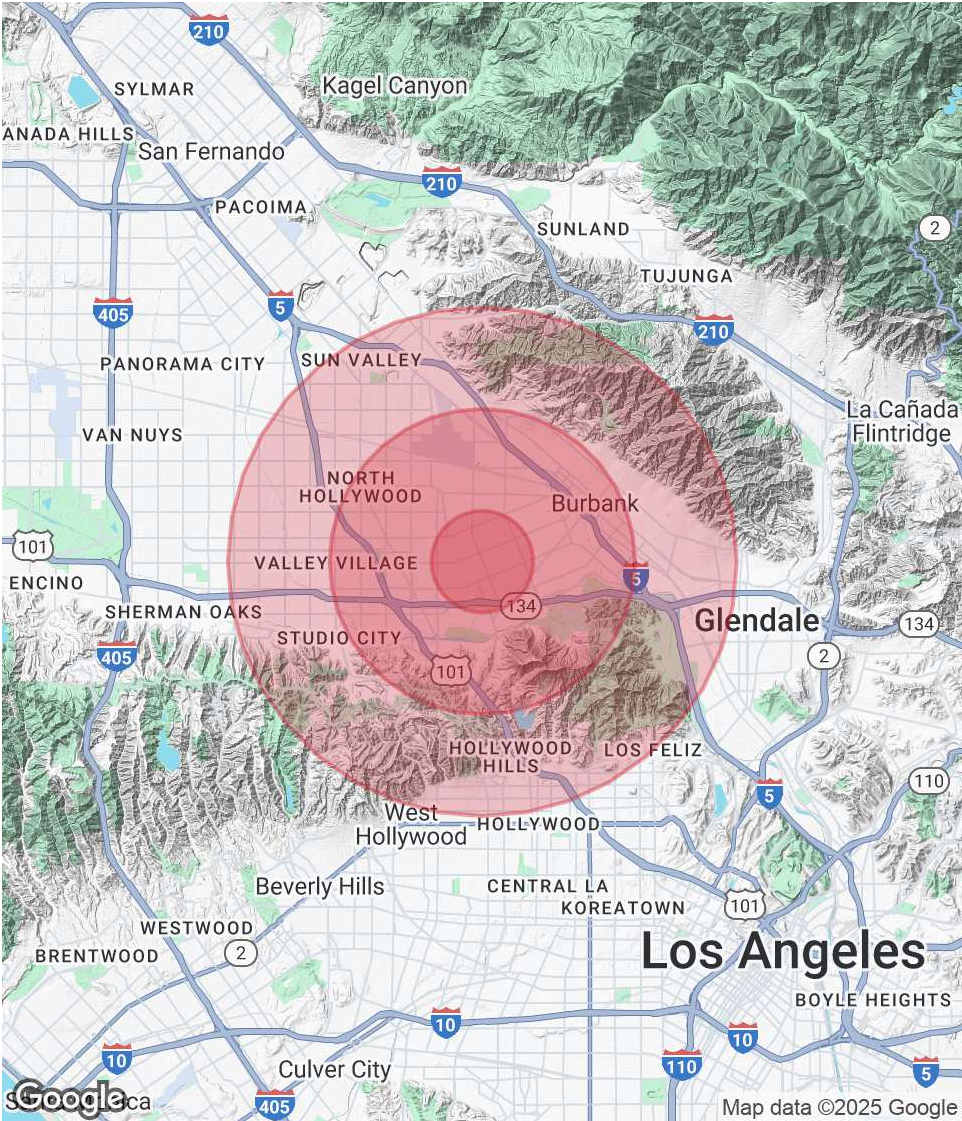 210
SYLMAR
Kagel Canyon
ANADA HILLS
San Fernando
210
PACOIMA
2
SUNLAND
TUJUNGA
5
405
210
PANORAMA CITY
SUN VALLEY
La Cañada
Flintridge
VAN NUYS
NORTH
HOLLYWOOD
Burbank
101
VALLEY VILLAGE
ENCINO
5
SHERMAN OAKS
134
Glendale
134
STUDIO CITY
405
2
101
HOLLYWOOD
HILLS
LOS FELIZ
110
5
West
Hollywood
HOLLYWOOD
Beverly Hills
CENTRAL LA
KOREATOWN
101
WESTWOOD
BRENTWOOD
2
Los Angeles
BOYLE HEIGHTS
10
10
10
110
Culver City
5
Google
405
Map data ©2025 Google